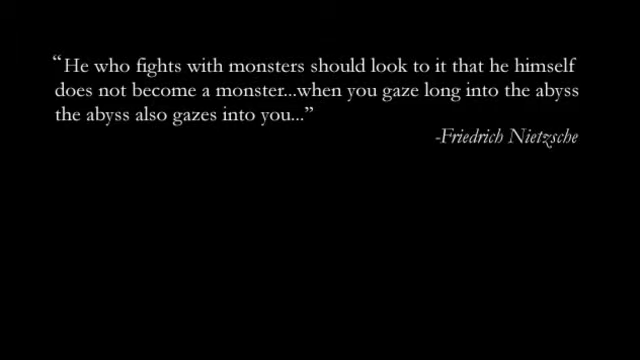 “He who fights with monsters should look to it that he himself
does not become a monster...when you gaze long into the abyss
the abyss also gazes into you...”
-Friedrich Nietzsche